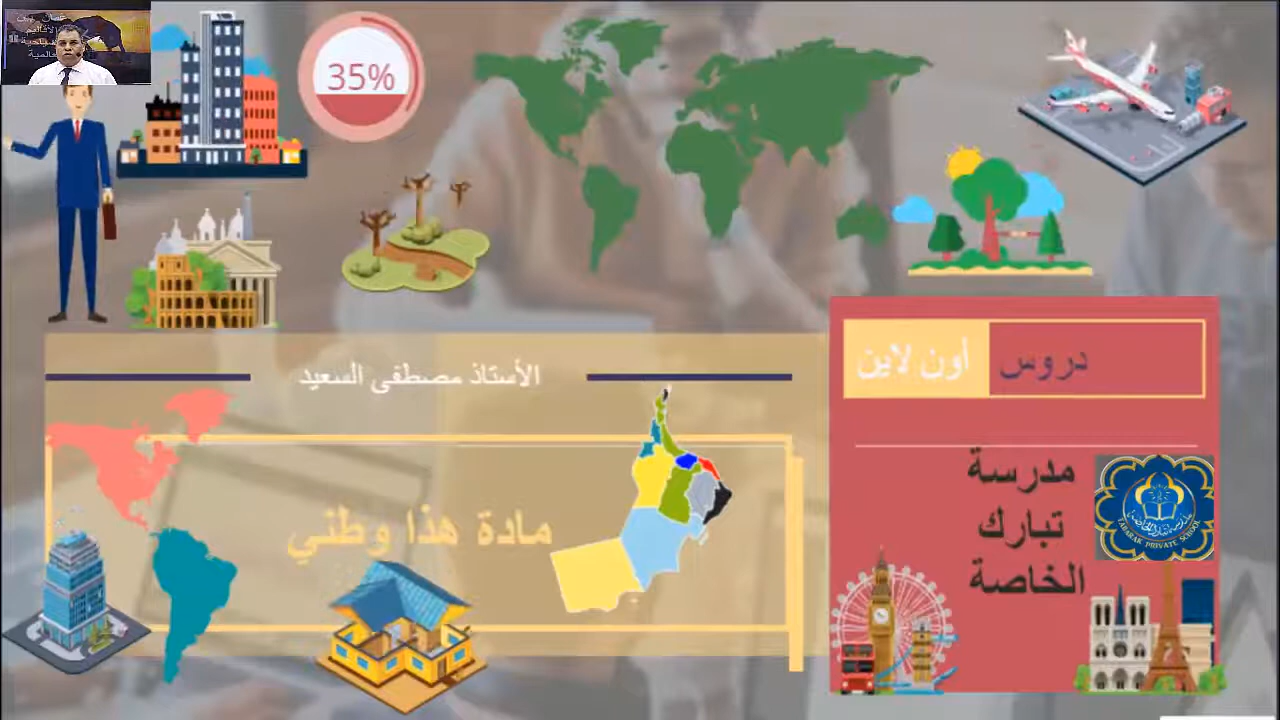 35%
الأستاذ مصطفى السعيد
مادة هذا وطني
دروس أون لاين
مدرسة
تبارك
الخاصة
TABARAK PRIVATE SCHOOL